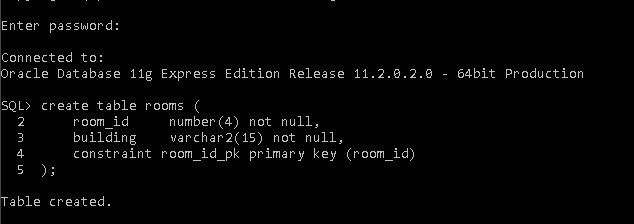 Enter password:
Connected to:
Oracle Database 11g Express Edition Release 11.2.0.2.0 - 64bit Production
SQL> create table rooms (
  2      room_id     number(4) not null,
  3      building    varchar2(15) not null,
  4      constraint room_id_pk primary key (room_id)
  5  );
Table created.